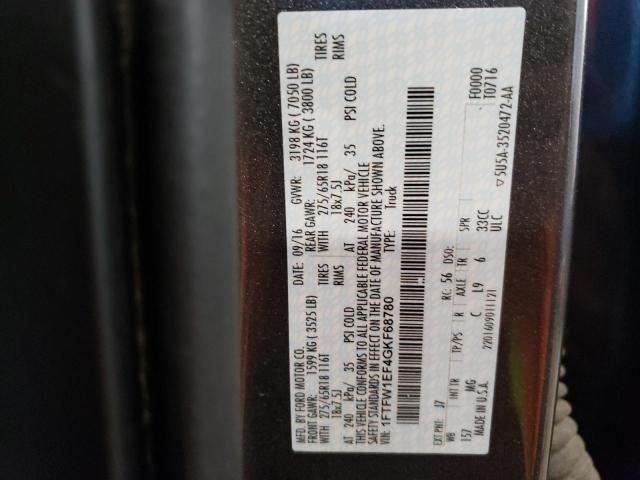 MFD. BY FORD MOTOR CO.
DATE: 09/16 GVWR: 3198 KG ( 7050 LB)
FRONT GAWR: 1599 KG ( 3525 LB) REAR GAWR: 1724 KG ( 3800 LB)
WITH 275/65R18 116T TIRES WITH 275/65R18 116T TIRES
18x7.5J RIMS 18x7.5J RIMS
AT 240 kPa/ 35 PSI COLD AT 240 kPa/ 35 PSI COLD
THIS VEHICLE CONFORMS TO ALL APPLICABLE FEDERAL MOTOR VEHICLE
SAFETY STANDARDS IN EFFECT ON THE DATE OF MANUFACTURE SHOWN ABOVE.
VIN: 1FTFW1EF4GKF68780 TYPE: Truck
EXT PNT: J7 RC: 56 DSO: F0000
WB INT TR TP/PS R AXLE TR SPR T0716
157 MG C L9 6 33CC
MADE IN U.S.A. 2201609011121 ULC
▽5U5A-3520472-AA